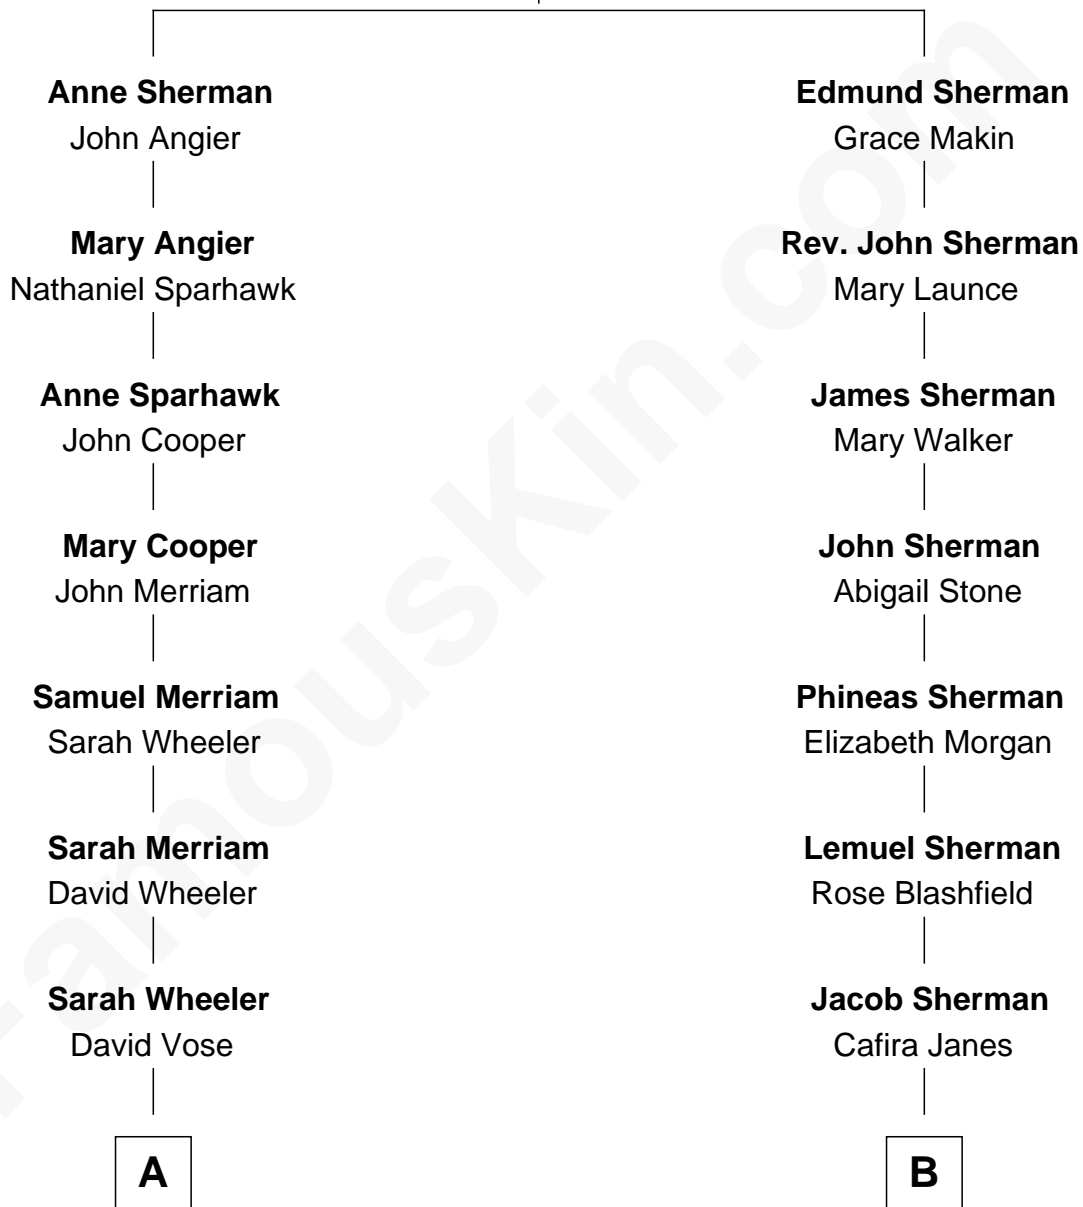 Anne Sherman
John Angier
Edmund Sherman
Grace Makin
Mary Angier
Nathaniel Sparhawk
Rev. John Sherman
Mary Launce
Anne Sparhawk
John Cooper
James Sherman
Mary Walker
Mary Cooper
John Merriam
John Sherman
Abigail Stone
Samuel Merriam
Sarah Wheeler
Phineas Sherman
Elizabeth Morgan
Sarah Merriam
David Wheeler
Lemuel Sherman
Rose Blashfield
Sarah Wheeler
David Vose
Jacob Sherman
Cafira Janes
A
B
FamousKin.com